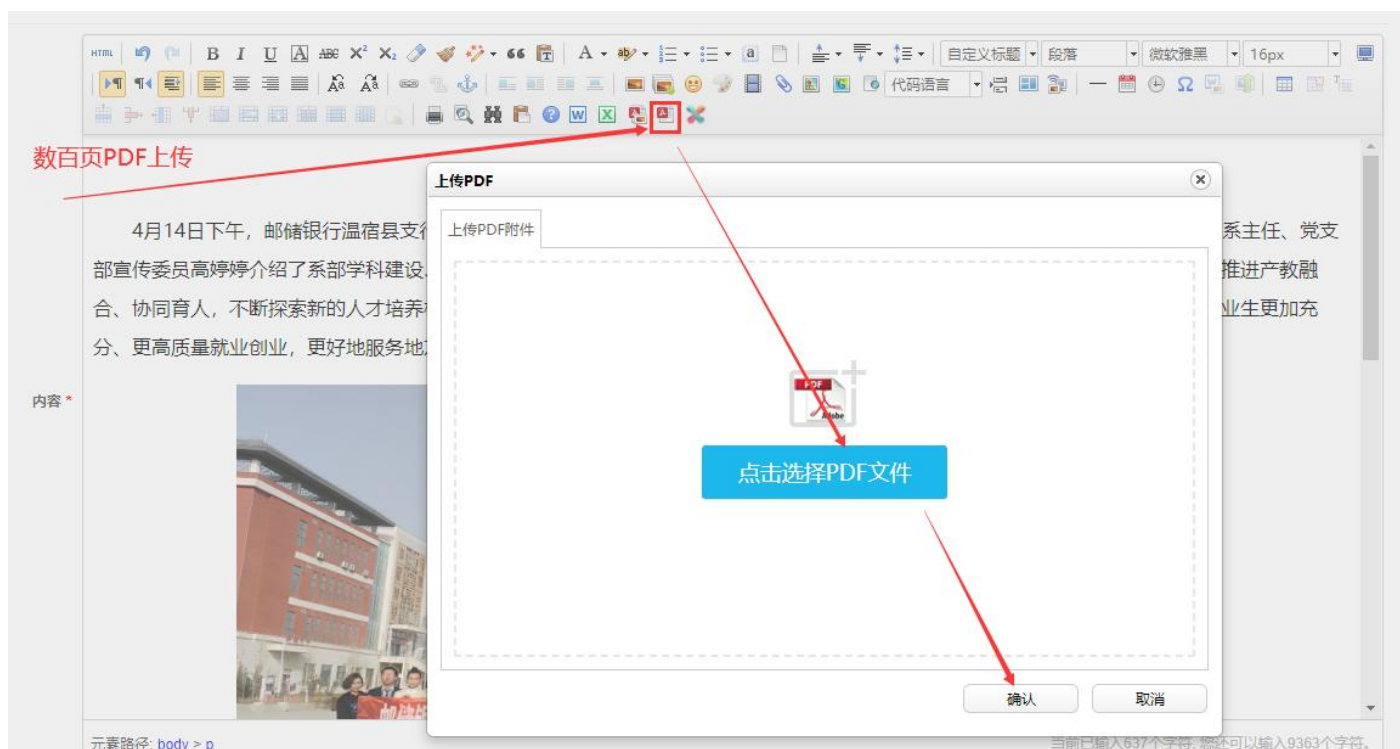 HTML B I U A ABC X² X₂ 66 A ab 自定义标题 段落 微软雅黑 16px
代码语言
数百页PDF上传
上传PDF
上传PDF附件
4月14日下午，邮储银行温宿县支行
系主任、党支
部宣传委员高婷婷介绍了系部学科建设、
推进产教融
合、协同育人，不断探索新的人才培养
业生更加充
分、更高质量就业创业，更好地服务地
内容 *
PDF
Adobe
点击选择PDF文件
确认 取消
元素路径: body > p
当前已输入637个字符, 您还可以输入9363个字符。